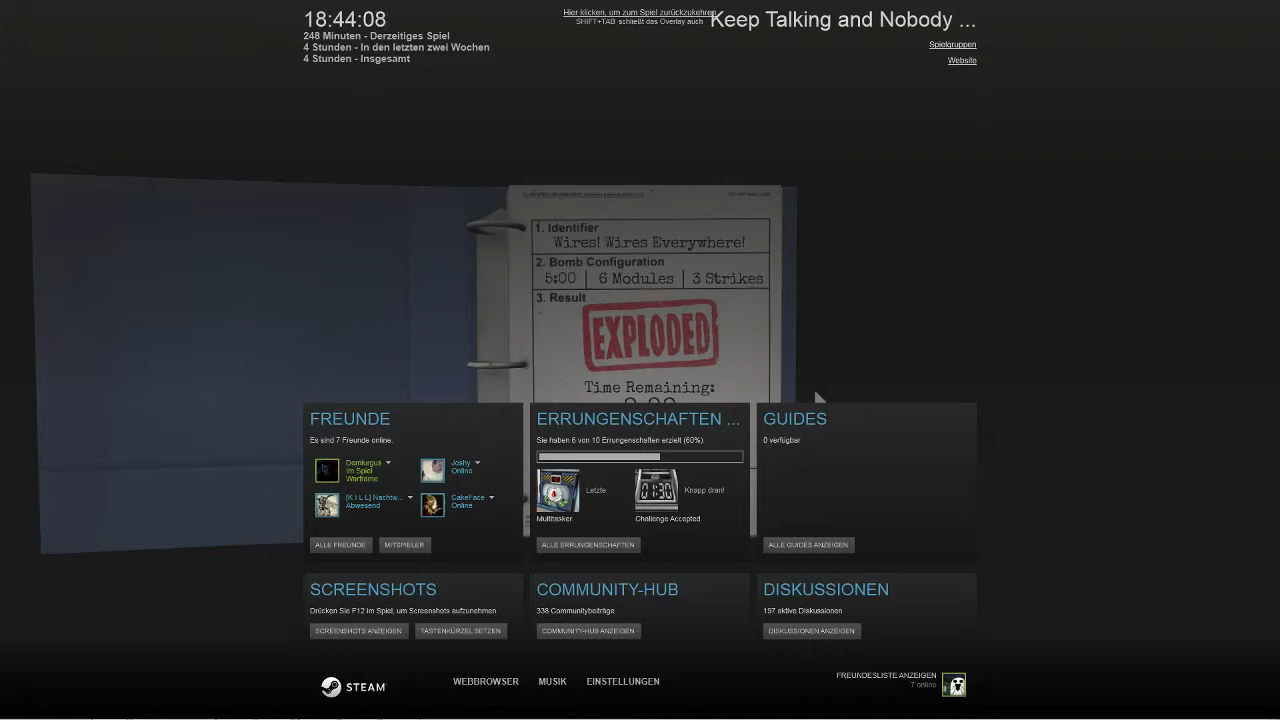 18:44:08
248 Minuten - Derzeitiges Spiel
4 Stunden - In den letzten zwei Wochen
4 Stunden - Insgesamt
Hier klicken, um zum Spiel zurückzukehren
SHIFT+TAB schließt das Overlay auch
Keep Talking and Nobody ...
Spielgruppen
Website
1. Identifier
Wires! Wires Everywhere!
2. Bomb Configuration
5:00 6 Modules 3 Strikes
3. Result
EXPLODED
Time Remaining:
FREUNDE
Es sind 7 Freunde online.
Demiurgus
Im Spiel
Warframe
Joshy
Online
[K I L L] Nachtw...
Abwesend
CakeFace
Online
ALLE FREUNDE
MITSPIELER
ERRUNGENSCHAFTEN ...
Sie haben 6 von 10 Errungenschaften erzielt (60%).
Letzte
Multitasker
01:30
Knapp dran!
Challenge Accepted
ALLE ERRUNGENSCHAFTEN
GUIDES
0 verfügbar
ALLE GUIDES ANZEIGEN
SCREENSHOTS
Drücken Sie F12 im Spiel, um Screenshots aufzunehmen
SCREENSHOTS ANZEIGEN
TASTENKÜRZEL SETZEN
COMMUNITY-HUB
338 Communitybeiträge
COMMUNITY-HUB ANZEIGEN
DISKUSSIONEN
197 aktive Diskussionen
DISKUSSIONEN ANZEIGEN
STEAM
WEBBROWSER
MUSIK
EINSTELLUNGEN
FREUNDESLISTE ANZEIGEN
7 online